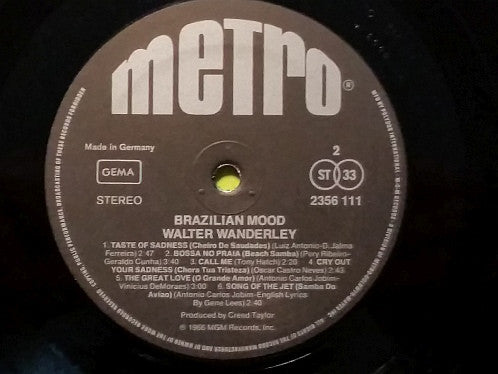 metro®
Made in Germany
GEMA
STEREO
2
ST 33
2356 111
BRAZILIAN MOOD
WALTER WANDERLEY
1. TASTE OF SADNESS (Cheiro De Saudades) (Luiz Antonio-D. Jalma
Ferreira) 2:47 2. BOSSA NO PRAIA (Beach Samba) (Pery Ribeiro-
Geraldo Cunha) 3:40 3. CALL ME (Tony Hatch) 2:20 4. CRY OUT
YOUR SADNESS (Chora Tua Tristeza) (Oscar Castro Neves) 2:43
5. THE GREAT LOVE (O Grande Amor) (Antonio Carlos Jobim-
Vinicius DeMoraes) 3:00 6. SONG OF THE JET (Samba Do
Aviao) (Antonio Carlos Jobim-English Lyrics
By Gene Lees) 2:40
Produced by Creed Taylor
℗ 1966 MGM Records, Inc.
MFD BY POLYDOR INTERNATIONAL